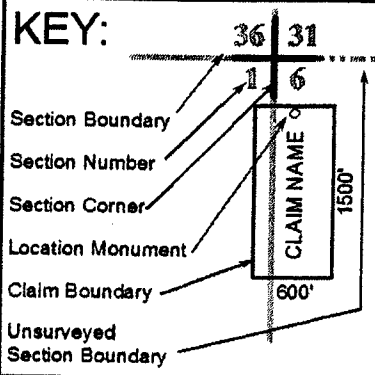 KEY:
36 31
1 6
Section Boundary
Section Number
Section Corner
Location Monument
Claim Boundary
Unsurveyed
Section Boundary
CLAIM NAME
1500'
600'